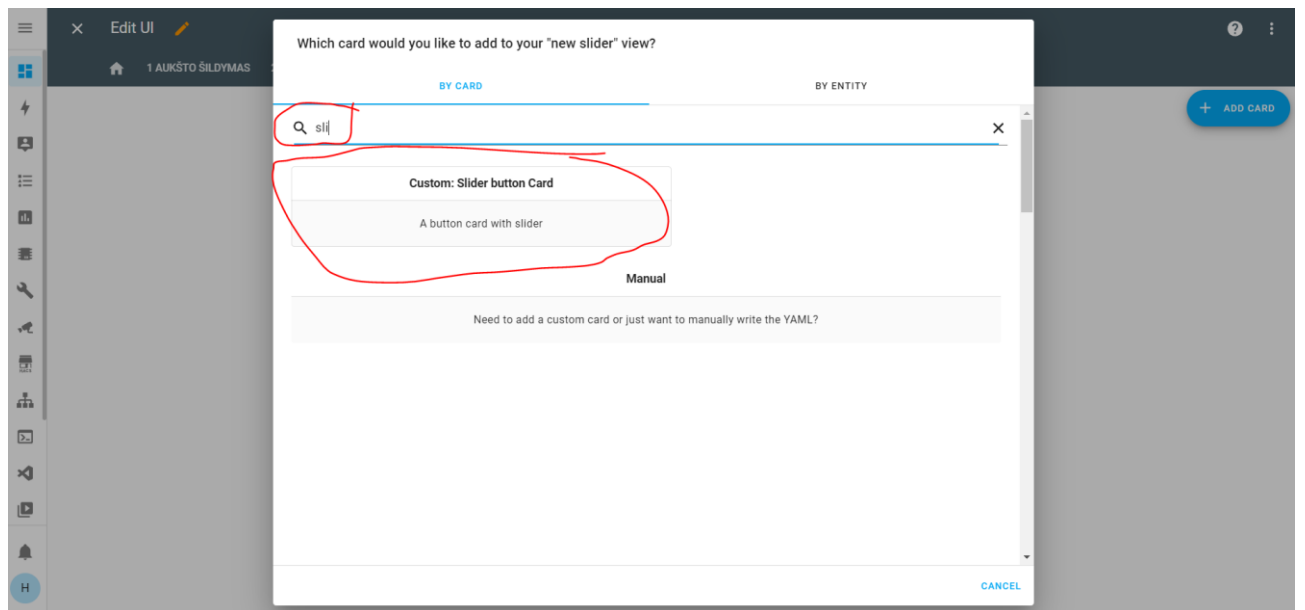 Edit UI
1 AUKŠTO ŠILDYMAS
Which card would you like to add to your "new slider" view?
BY CARD
BY ENTITY
ADD CARD
sli
Custom: Slider button Card
A button card with slider
Manual
Need to add a custom card or just want to manually write the YAML?
CANCEL
H